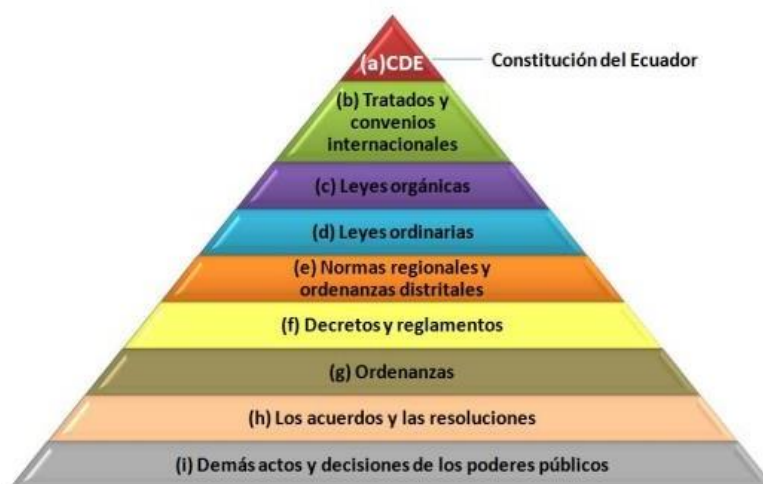 (a)CDE
Constitución del Ecuador
(b) Tratados y
convenios
internacionales
(c) Leyes orgánicas
(d) Leyes ordinarias
(e) Normas regionales y
ordenanzas distritales
(f) Decretos y reglamentos
(g) Ordenanzas
(h) Los acuerdos y las resoluciones
(i) Demás actos y decisiones de los poderes públicos